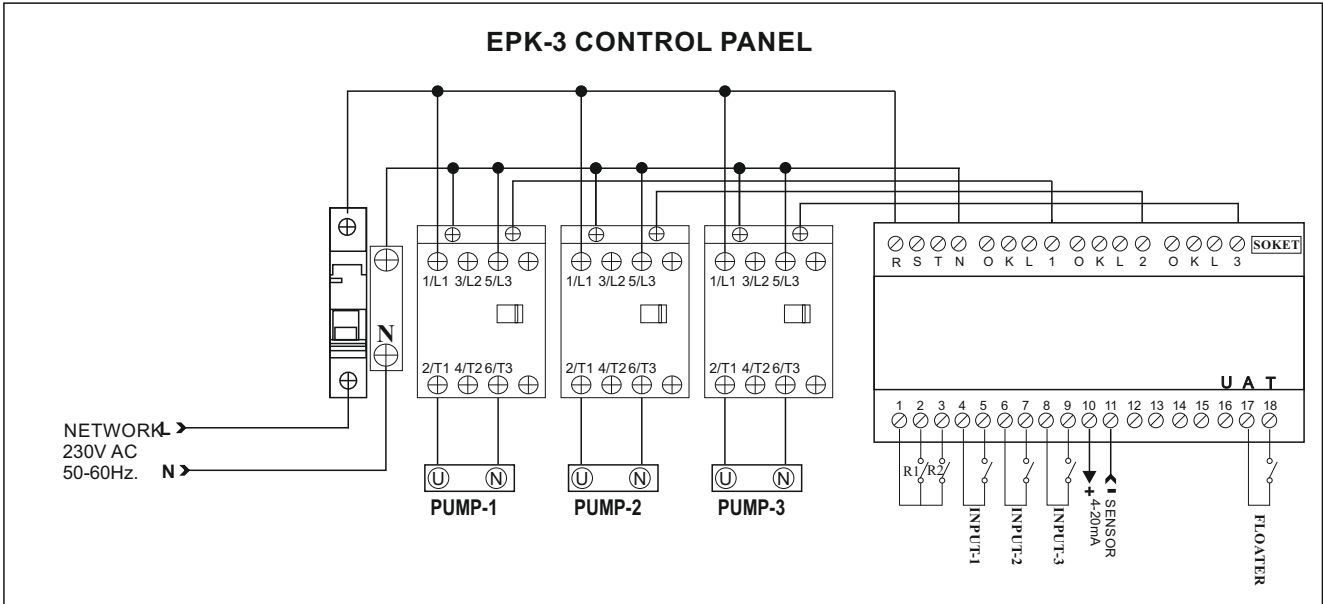 EPK-3 CONTROL PANEL
SOKET
R S T N O K L 1 O K L 2 O K L 3
1/L1 3/L2 5/L3
1/L1 3/L2 5/L3
1/L1 3/L2 5/L3
N
2/T1 4/T2 6/T3
2/T1 4/T2 6/T3
2/T1 4/T2 6/T3
U A T
1 2 3 4 5 6 7 8 9 10 11 12 13 14 15 16 17 18
NETWORK L
230V AC
50-60Hz. N
U N
U N
U N
PUMP-1
PUMP-2
PUMP-3
R1 R2
INPUT-1
INPUT-2
INPUT-3
+ -
SENSOR
4-20mA
FLOATER